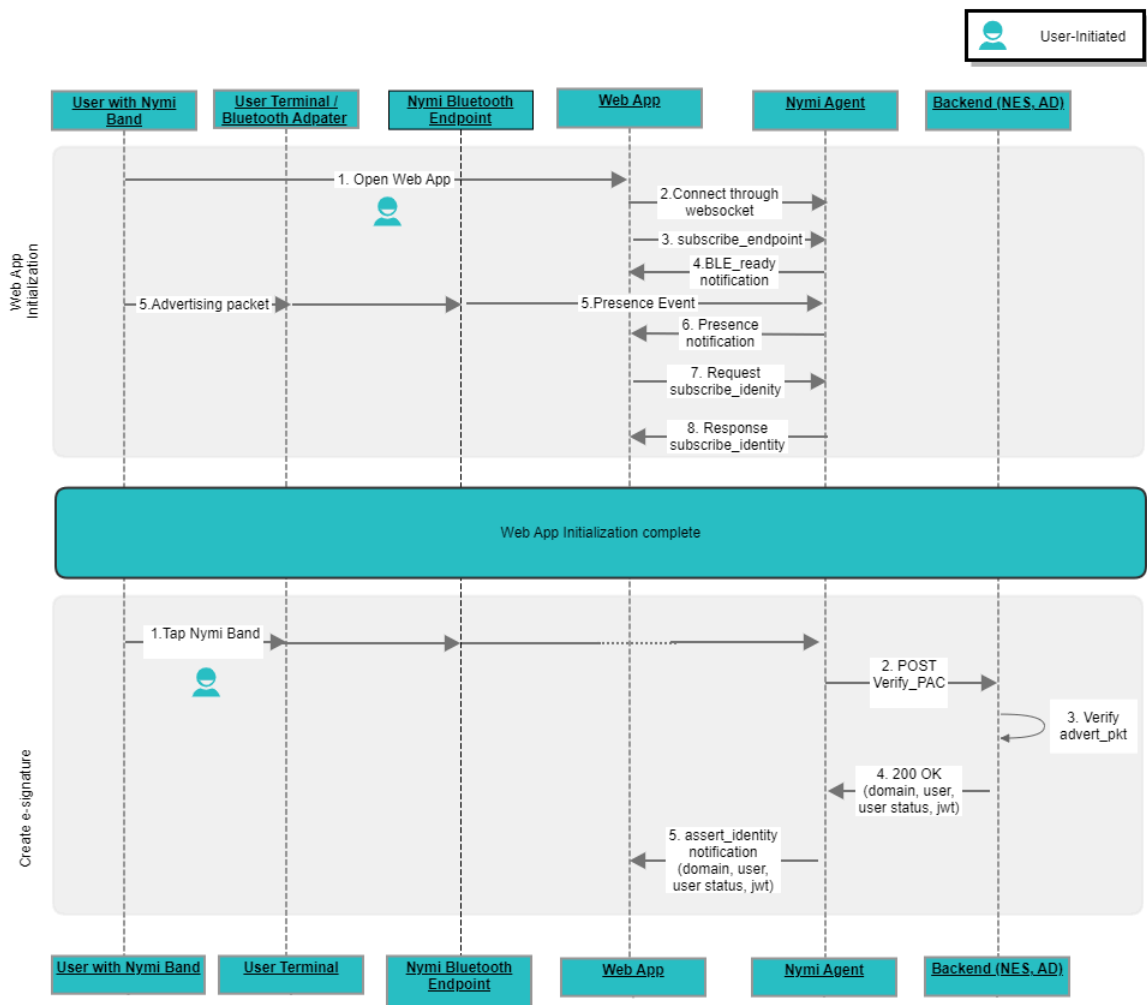 User-Initiated
User with Nymi
Band
User Terminal /
Bluetooth Adpater
Nymi Bluetooth
Endpoint
Web App
Nymi Agent
Backend (NES, AD)
Web App
Initialization
1. Open Web App
2.Connect through
websocket
3. subscribe_endpoint
4.BLE_ready
notification
5.Advertising packet
5.Presence Event
6. Presence
notification
7. Request
subscribe_idenity
8. Response
subscribe_identity
Web App Initialization complete
Create e-signature
1.Tap Nymi Band
2. POST
Verify_PAC
3. Verify
advert_pkt
4. 200 OK
(domain, user,
user status, jwt)
5. assert_identity
notification
(domain, user,
user status, jwt)
User with Nymi Band
User Terminal
Nymi Bluetooth
Endpoint
Web App
Nymi Agent
Backend (NES, AD)